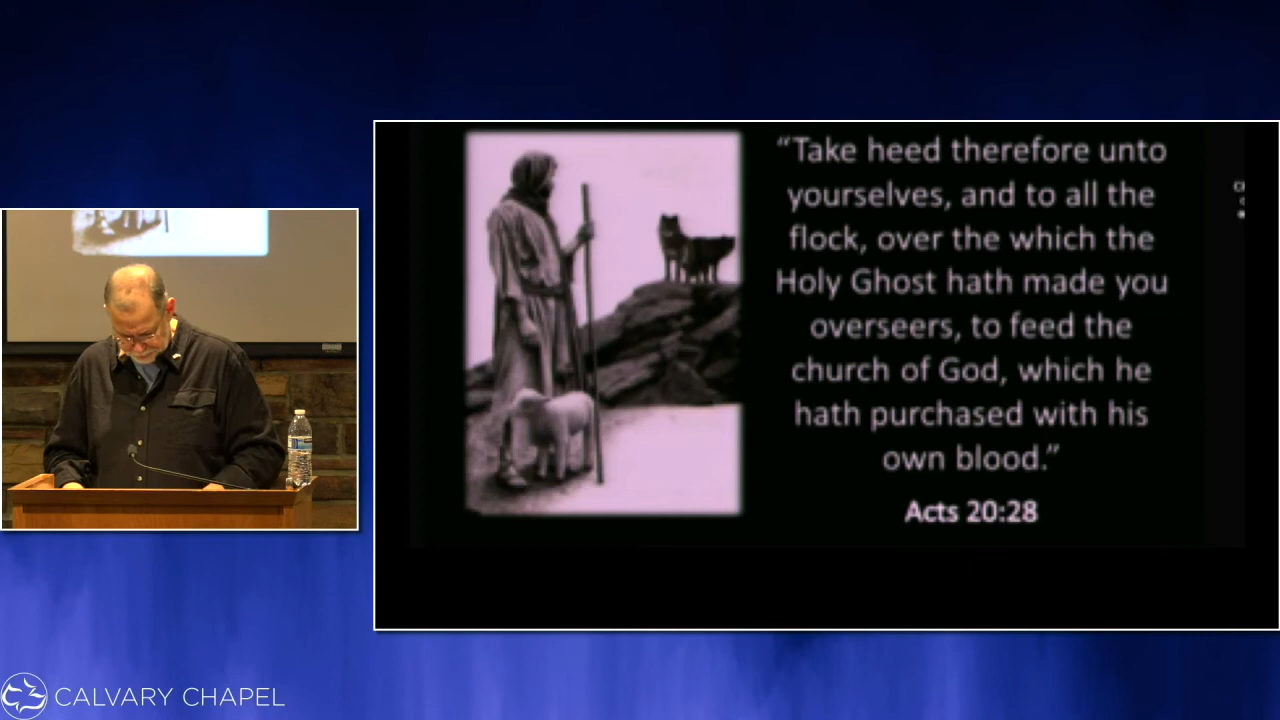 “Take heed therefore unto
yourselves, and to all the
flock, over the which the
Holy Ghost hath made you
overseers, to feed the
church of God, which he
hath purchased with his
own blood.”
Acts 20:28
CALVARY CHAPEL